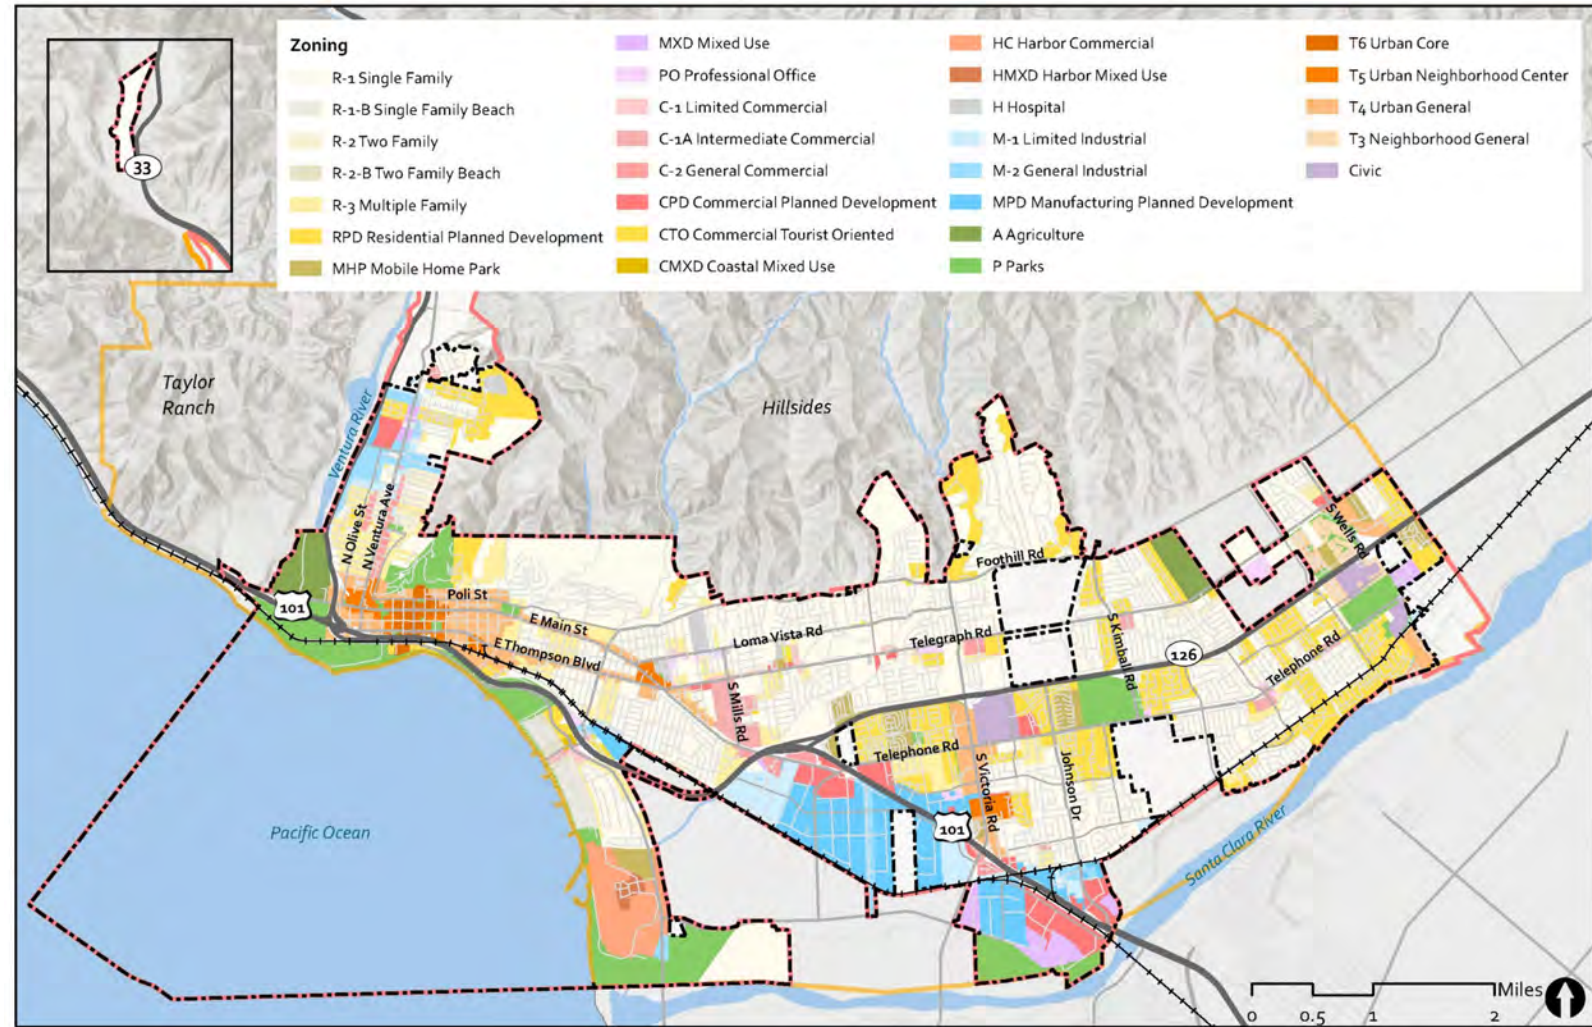 Zoning
R-1 Single Family
R-1-B Single Family Beach
R-2 Two Family
R-2-B Two Family Beach
R-3 Multiple Family
RPD Residential Planned Development
MHP Mobile Home Park
MXD Mixed Use
PO Professional Office
C-1 Limited Commercial
C-1A Intermediate Commercial
C-2 General Commercial
CPD Commercial Planned Development
CTO Commercial Tourist Oriented
CMXD Coastal Mixed Use
HC Harbor Commercial
HMXD Harbor Mixed Use
H Hospital
M-1 Limited Industrial
M-2 General Industrial
MPD Manufacturing Planned Development
A Agriculture
P Parks
T6 Urban Core
T5 Urban Neighborhood Center
T4 Urban General
T3 Neighborhood General
Civic
33
Taylor
Ranch
Ventura River
Hillsides
N Olive St
N Ventura Ave
S Wells Rd
Foothill Rd
101
Poli St
E Main St
E Thompson Blvd
Loma Vista Rd
Telegraph Rd
S Kimball Rd
126
Telephone Rd
S Mills Rd
Telephone Rd
S Victoria Rd
Johnson Dr
101
Pacific Ocean
Santa Clara River
Miles
0 0.5 1 2